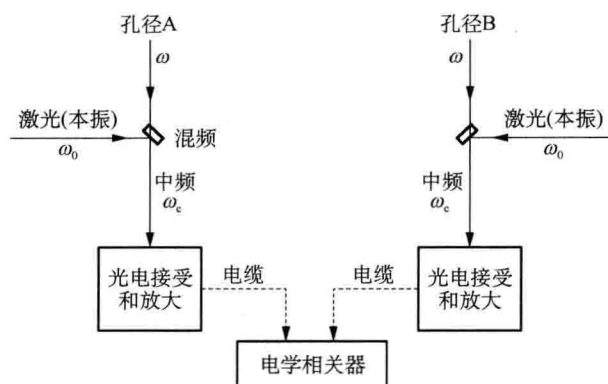 孔径A
孔径B
ω
ω
激光(本振)
激光(本振)
混频
ω₀
ω₀
中频
中频
ωc
ωc
光电接受
和放大
电缆
电缆
光电接受
和放大
电学相关器